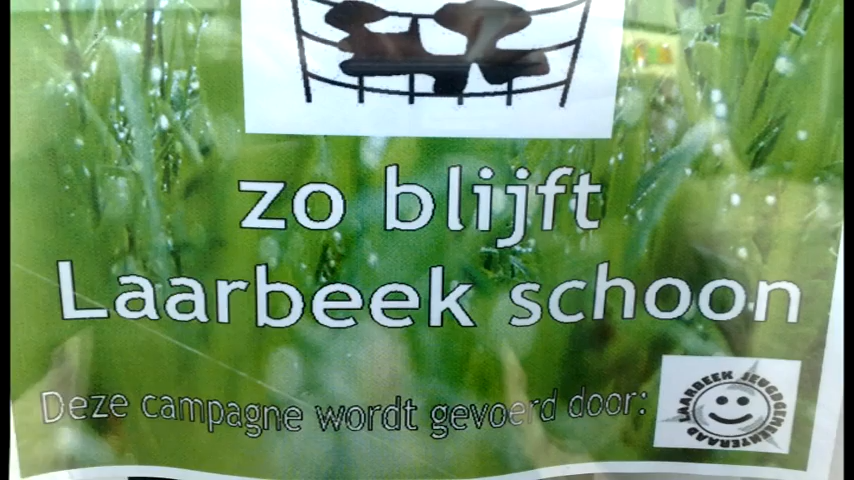 zo blijft
Laarbeek schoon
Deze campagne wordt gevoerd door:
LAARBEEK JEUGDGEMEENTERAAD